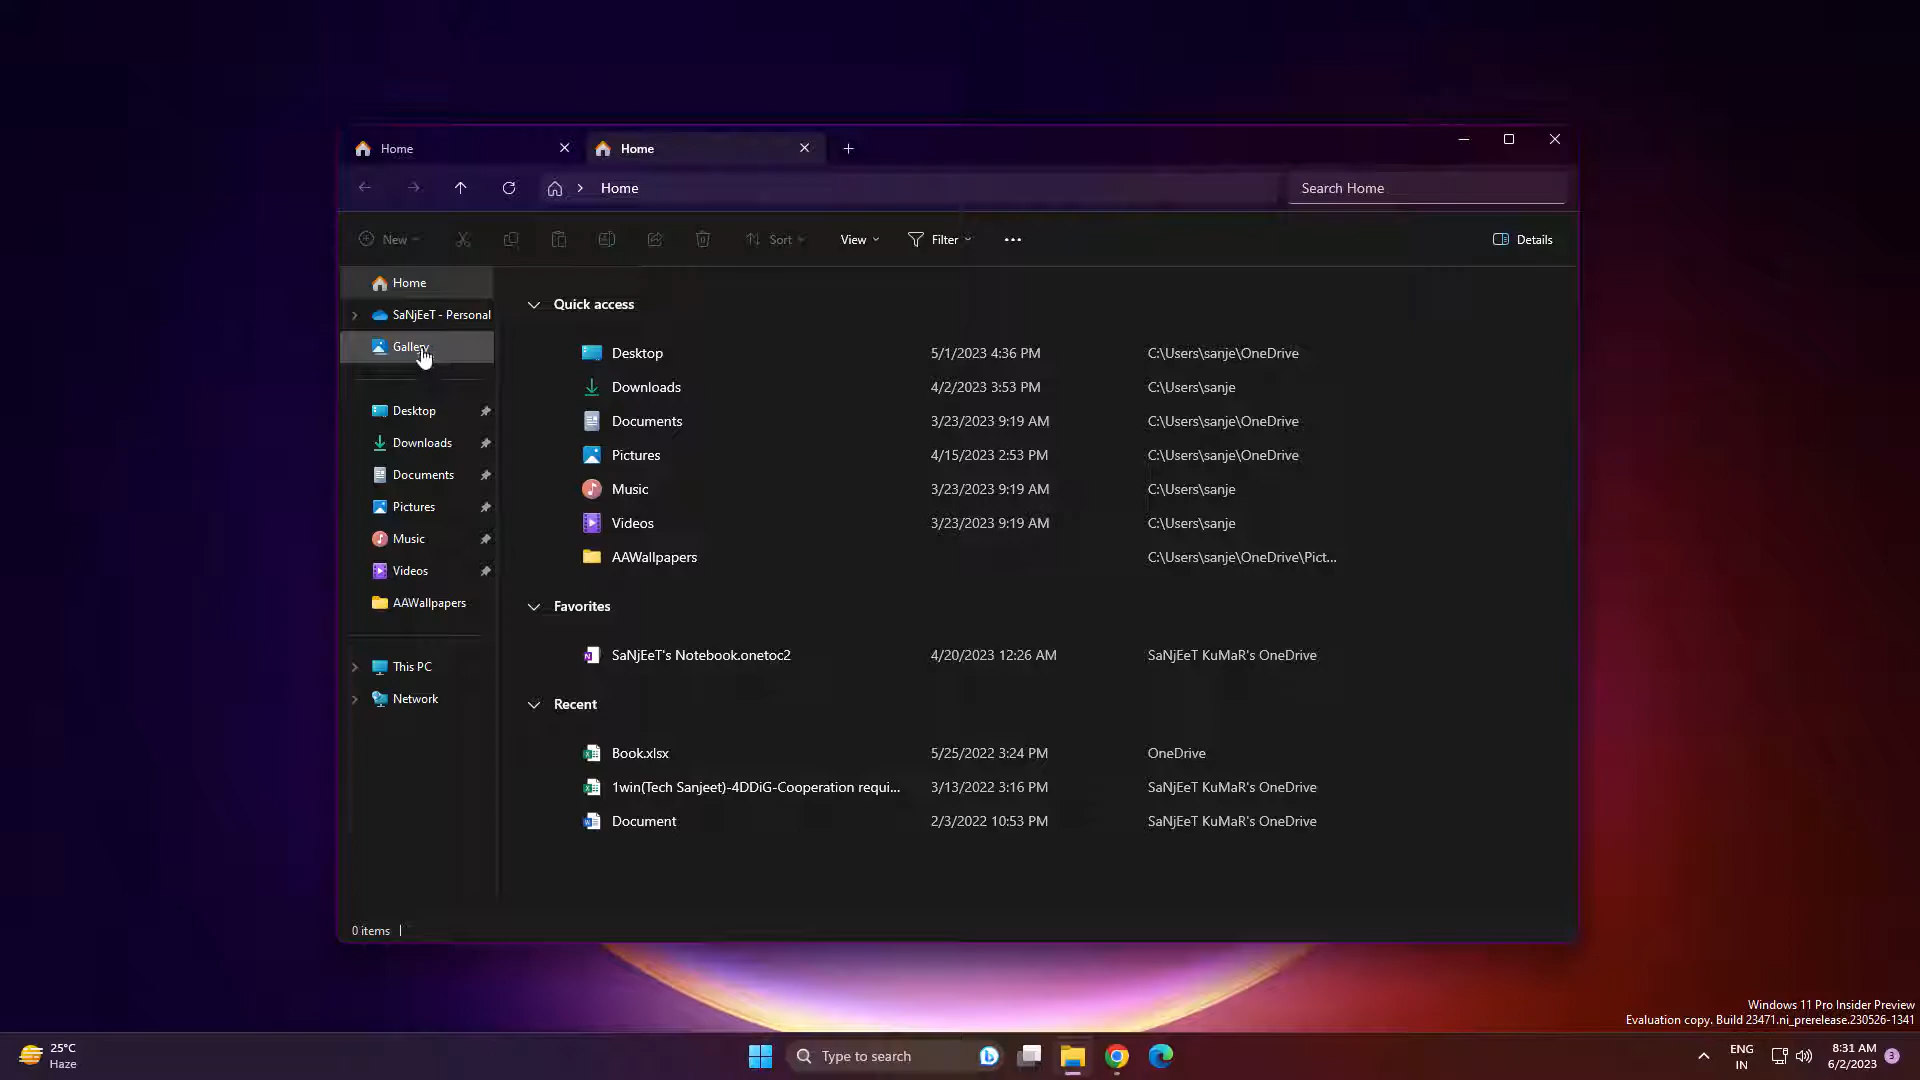 Home
Home
Home
Search Home
New
Sort
View
Filter
Details
Home
SaNjEeT - Personal
Gallery
Desktop
Downloads
Documents
Pictures
Music
Videos
AAWallpapers
This PC
Network
Quick access
Desktop 5/1/2023 4:36 PM C:\Users\sanje\OneDrive
Downloads 4/2/2023 3:53 PM C:\Users\sanje
Documents 3/23/2023 9:19 AM C:\Users\sanje\OneDrive
Pictures 4/15/2023 2:53 PM C:\Users\sanje\OneDrive
Music 3/23/2023 9:19 AM C:\Users\sanje
Videos 3/23/2023 9:19 AM C:\Users\sanje
AAWallpapers C:\Users\sanje\OneDrive\Pict...
Favorites
SaNjEeT's Notebook.onetoc2 4/20/2023 12:26 AM SaNjEeT KuMaR's OneDrive
Recent
Book.xlsx 5/25/2022 3:24 PM OneDrive
1win(Tech Sanjeet)-4DDiG-Cooperation requi... 3/13/2022 3:16 PM SaNjEeT KuMaR's OneDrive
Document 2/3/2022 10:53 PM SaNjEeT KuMaR's OneDrive
0 items
Windows 11 Pro Insider Preview
Evaluation copy. Build 23471.ni_prerelease.230526-1341
25°C
Haze
Type to search
ENG
IN
8:31 AM
6/2/2023
3